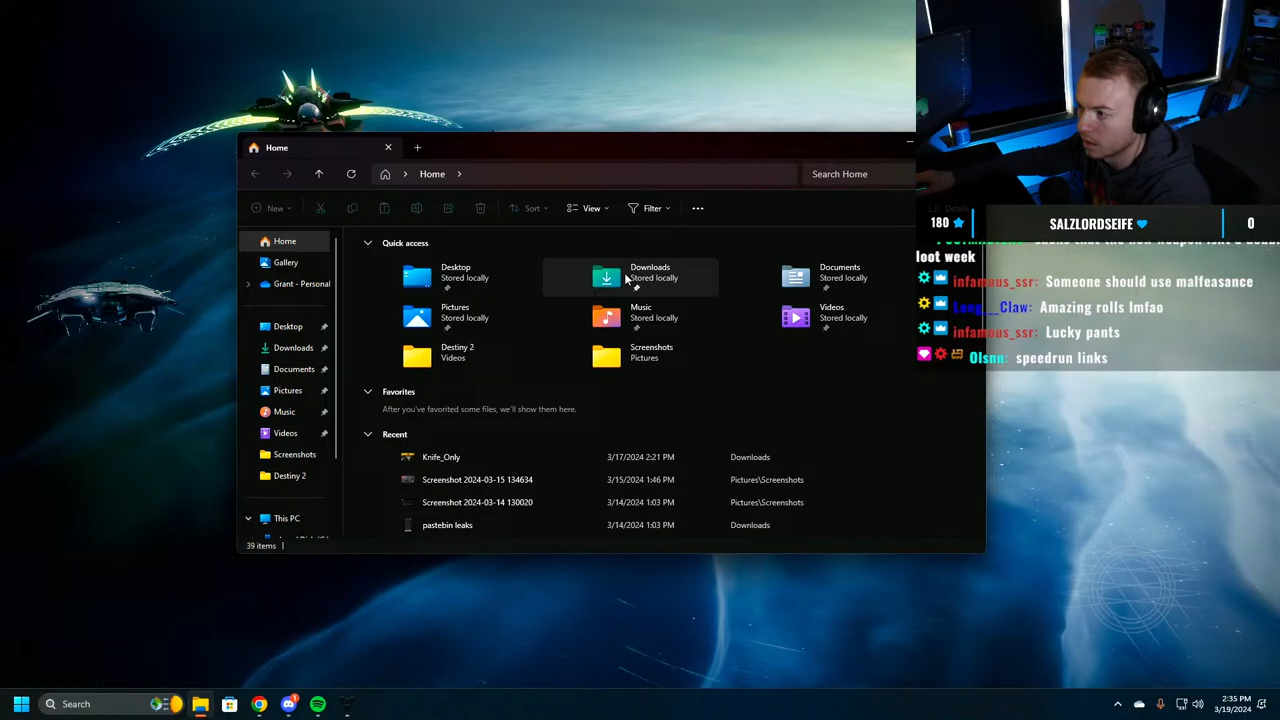 Home
Home
Search Home
New
Sort
View
Filter
Home
Gallery
Grant - Personal
Desktop
Downloads
Documents
Pictures
Music
Videos
Screenshots
Destiny 2
This PC
39 items
Quick access
Desktop
Stored locally
Downloads
Stored locally
Documents
Stored locally
Pictures
Stored locally
Music
Stored locally
Videos
Stored locally
Destiny 2
Videos
Screenshots
Pictures
Favorites
After you've favorited some files, we'll show them here.
Recent
Knife_Only 3/17/2024 2:21 PM Downloads
Screenshot 2024-03-15 134634 3/15/2024 1:46 PM Pictures\Screenshots
Screenshot 2024-03-14 130020 3/14/2024 1:03 PM Pictures\Screenshots
pastebin leaks 3/14/2024 1:03 PM Downloads
180 SALZLORDSEIFE 0
loot week
infamous_ssr: Someone should use malfeasance
Long__Claw: Amazing rolls lmfao
infamous_ssr: Lucky pants
Olsnn: speedrun links
Search
1
2:35 PM
3/19/2024